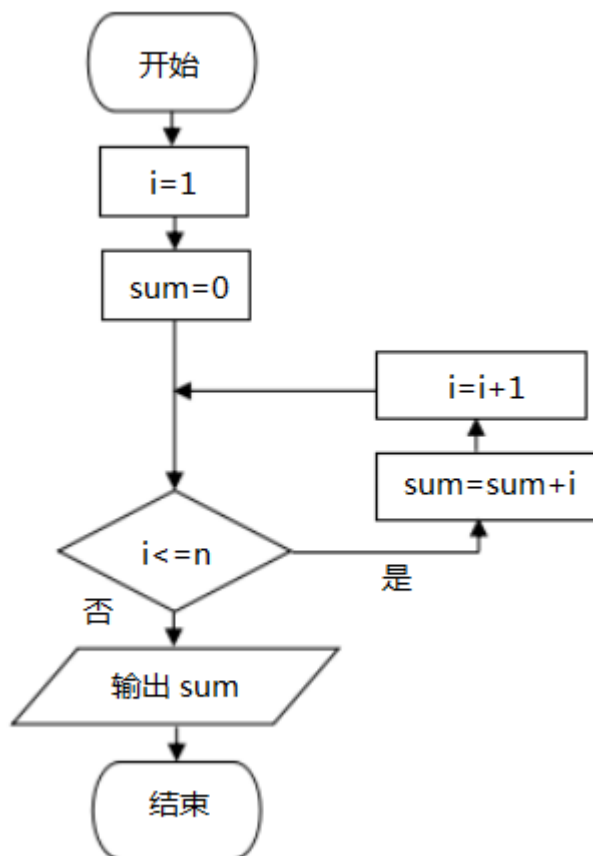 开始
i=1
sum=0
i=i+1
sum=sum+i
i<=n
是
否
输出 sum
结束